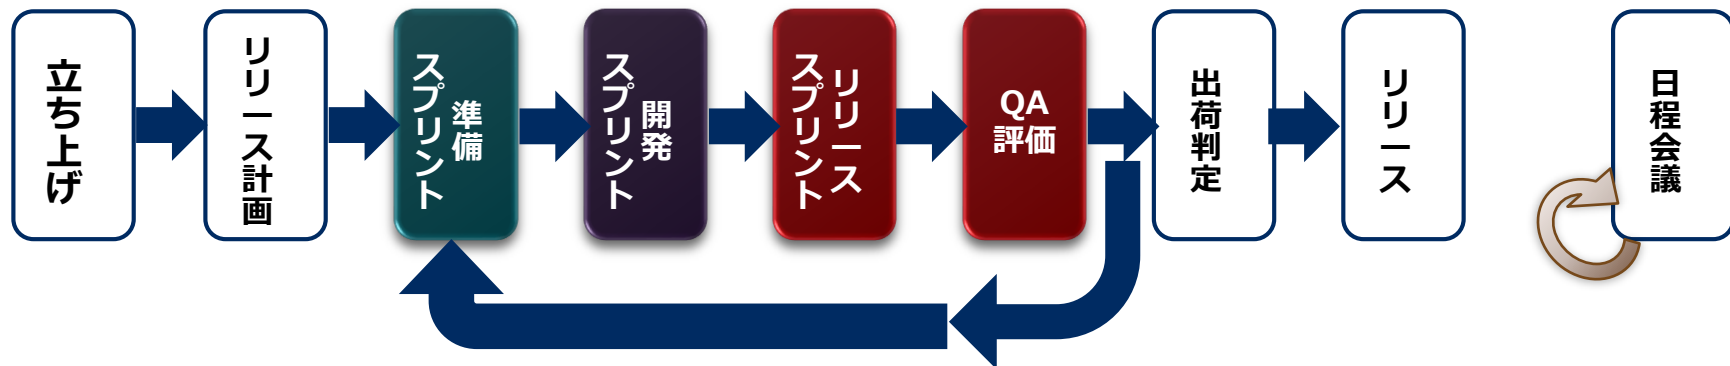 立ち上げ
リリース計画
準備
スプリント
開発
スプリント
リリース
スプリント
QA
評価
出荷判定
リリース
日程会議